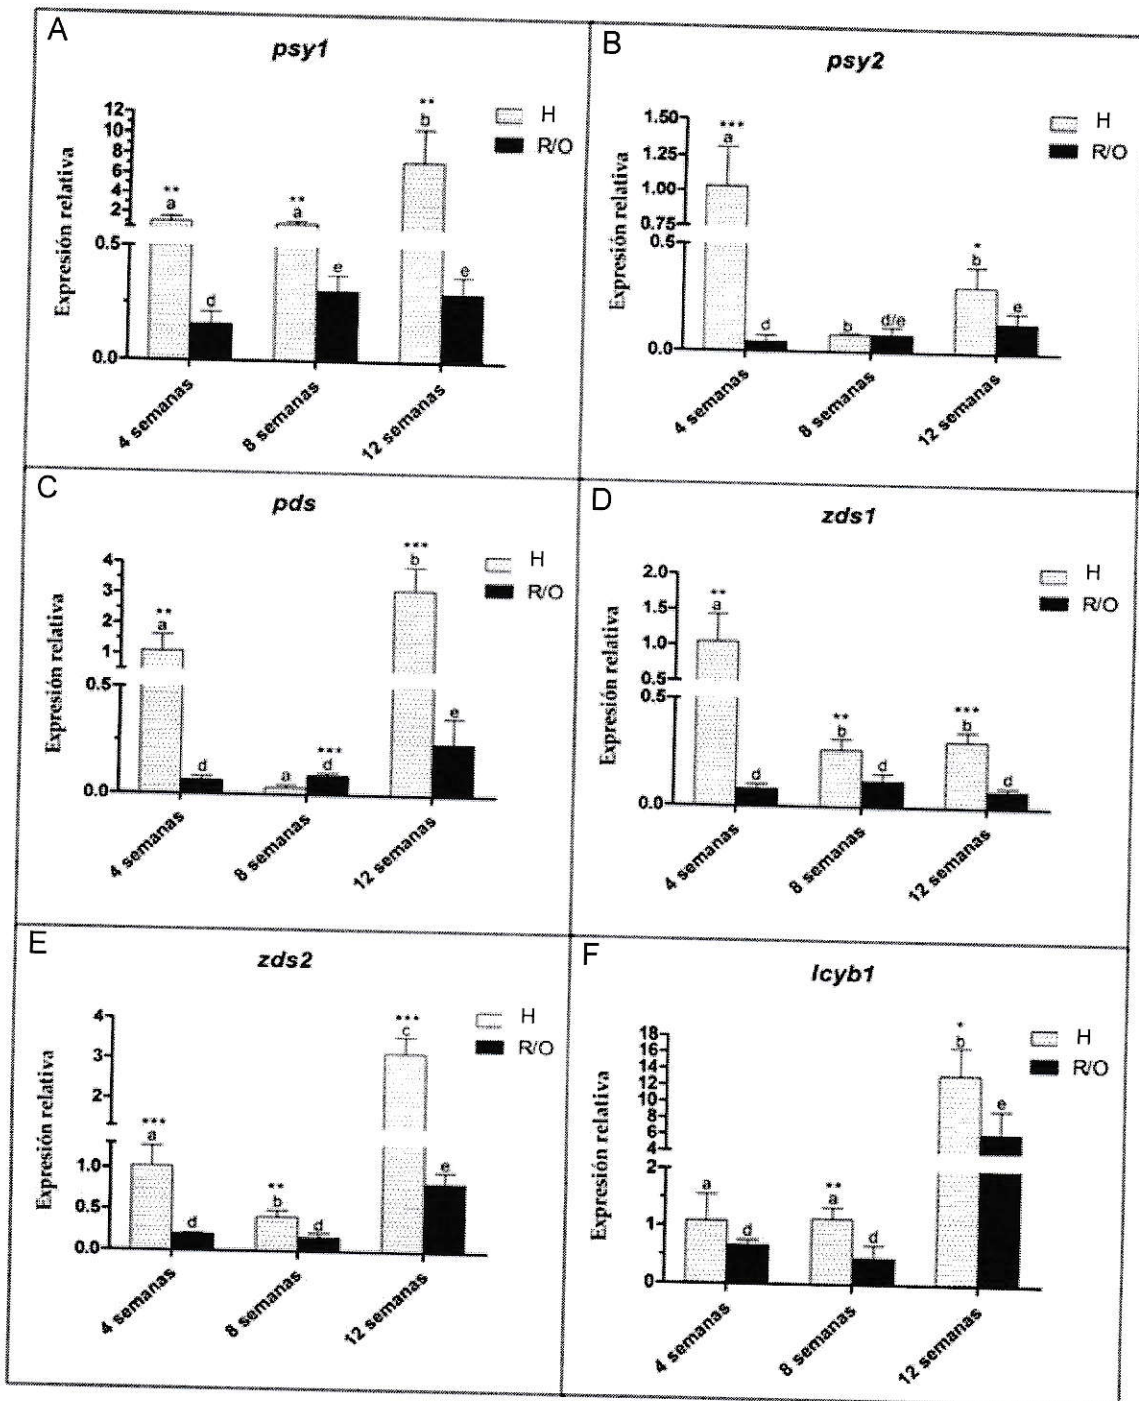 A
psy1
Expresión relativa
12
10
8
6
4
2
0.5
0.0
** a
d
** a
e
** b
e
H
R/O
4 semanas
8 semanas
12 semanas
B
psy2
Expresión relativa
1.50
1.25
1.00
0.75
0.5
0.0
*** a
d
b
d/e
* b
e
H
R/O
4 semanas
8 semanas
12 semanas
C
pds
Expresión relativa
4
3
2
1
0.5
0.0
** a
d
a
*** d
*** b
e
H
R/O
4 semanas
8 semanas
12 semanas
D
zds1
Expresión relativa
2.0
1.5
1.0
0.5
0.5
0.0
** a
d
** b
d
*** b
d
H
R/O
4 semanas
8 semanas
12 semanas
E
zds2
Expresión relativa
4
3
2
1.0
0.5
0.0
*** a
d
** b
d
*** c
e
H
R/O
4 semanas
8 semanas
12 semanas
F
lcyb1
Expresión relativa
18
16
14
12
10
8
6
4
2
1
0
a
d
** a
d
* b
e
H
R/O
4 semanas
8 semanas
12 semanas